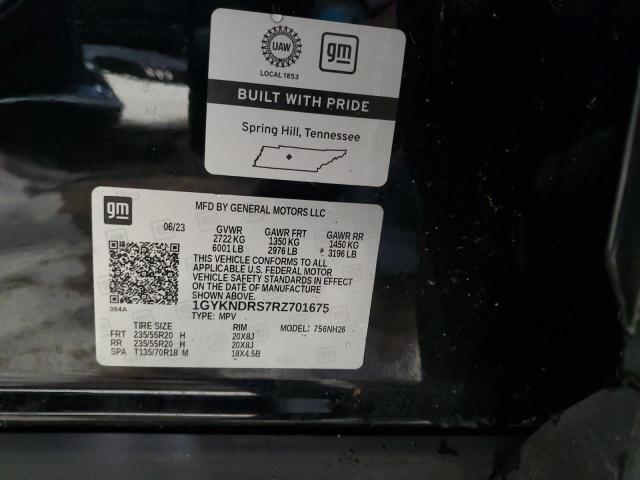 UAW
gm
LOCAL 1853
BUILT WITH PRIDE
Spring Hill, Tennessee
gm
MFD BY GENERAL MOTORS LLC
06/23 GVWR GAWR FRT GAWR RR
2722 KG 1350 KG 1450 KG
6001 LB 2976 LB 3196 LB
THIS VEHICLE CONFORMS TO ALL
APPLICABLE U.S. FEDERAL MOTOR
VEHICLE SAFETY STANDARDS IN EFFECT
ON THE DATE OF MANUFACTURE
SHOWN ABOVE.
384A
1GYKNDRS7RZ701675
TYPE: MPV MODEL: 756NH26
TIRE SIZE RIM
FRT 235/55R20 H 20X8J
RR 235/55R20 H 20X8J
SPA T135/70R18 M 18X4.5B